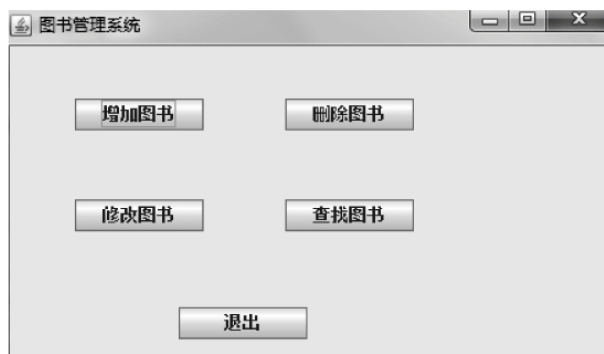 图书管理系统
增加图书 删除图书
修改图书 查找图书
退出